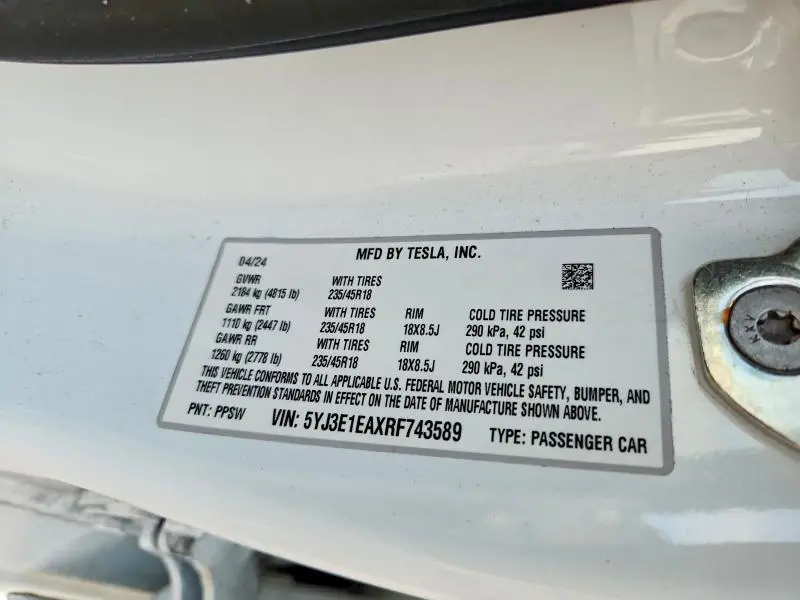 MFD BY TESLA, INC.
04/24
GVWR WITH TIRES
2184 kg (4815 lb) 235/45R18
GAWR FRT WITH TIRES RIM COLD TIRE PRESSURE
1110 kg (2447 lb) 235/45R18 18X8.5J 290 kPa, 42 psi
GAWR RR WITH TIRES RIM COLD TIRE PRESSURE
1260 kg (2778 lb) 235/45R18 18X8.5J 290 kPa, 42 psi
THIS VEHICLE CONFORMS TO ALL APPLICABLE U.S. FEDERAL MOTOR VEHICLE SAFETY, BUMPER, AND
THEFT PREVENTION STANDARDS IN EFFECT ON THE DATE OF MANUFACTURE SHOWN ABOVE.
PNT: PPSW VIN: 5YJ3E1EAXRF743589 TYPE: PASSENGER CAR
KXY